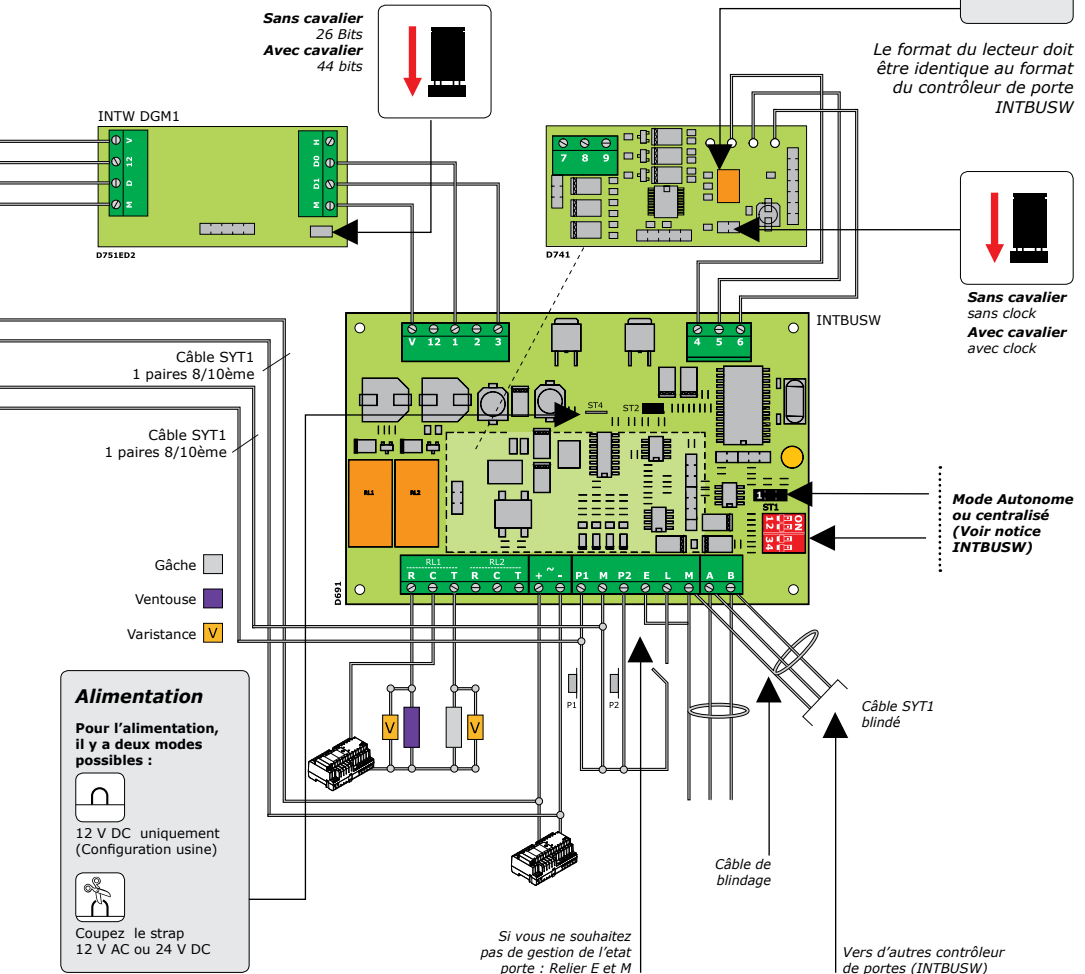 Sans cavalier
26 Bits
Avec cavalier
44 bits
Le format du lecteur doit
être identique au format
du contrôleur de porte
INTBUSW
INTW DGM1
V
12
D
M
H
D0
D1
M
D751ED2
7 8 9
D741
Sans cavalier
sans clock
Avec cavalier
avec clock
INTBUSW
V 12 1 2 3
4 5 6
Câble SYT1
1 paires 8/10ème
Câble SYT1
1 paires 8/10ème
ST4
ST2
RL1
RL2
1
ST1
ON
1 2 3 4
Mode Autonome
ou centralisé
(Voir notice
INTBUSW)
RL1 RL2
R C T R C T + ~ - P1 M P2 E L M A B
D691
Gâche
Ventouse
Varistance V
V
V
P1
P2
Alimentation
Pour l’alimentation,
il y a deux modes
possibles :
12 V DC uniquement
(Configuration usine)
Coupez le strap
12 V AC ou 24 V DC
Câble SYT1
blindé
Câble de
blindage
Si vous ne souhaitez
pas de gestion de l’etat
porte : Relier E et M
Vers d’autres contrôleur
de portes (INTBUSW)